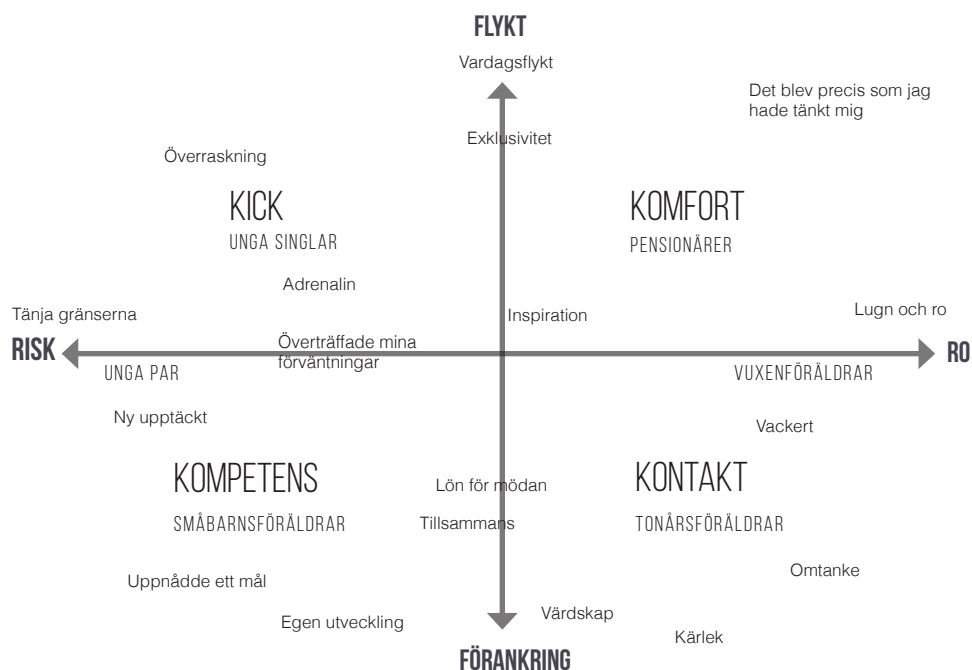 FLYKT
Vardagsflykt
Det blev precis som jag
hade tänkt mig
Exklusivitet
Överraskning
KICK
UNGA SINGLAR
KOMFORT
PENSIONÄRER
Adrenalin
Tänja gränserna
Inspiration
Lugn och ro
RISK
Överträffade mina
förväntningar
RO
UNGA PAR
VUXENFÖRÄLDRAR
Ny upptäckt
Vackert
KOMPETENS
SMÅBARNSFÖRÄLDRAR
Lön för mödan
Tillsammans
KONTAKT
TONÅRSFÖRÄLDRAR
Uppnådde ett mål
Omtanke
Egen utveckling
Värdskap
Kärlek
FÖRANKRING